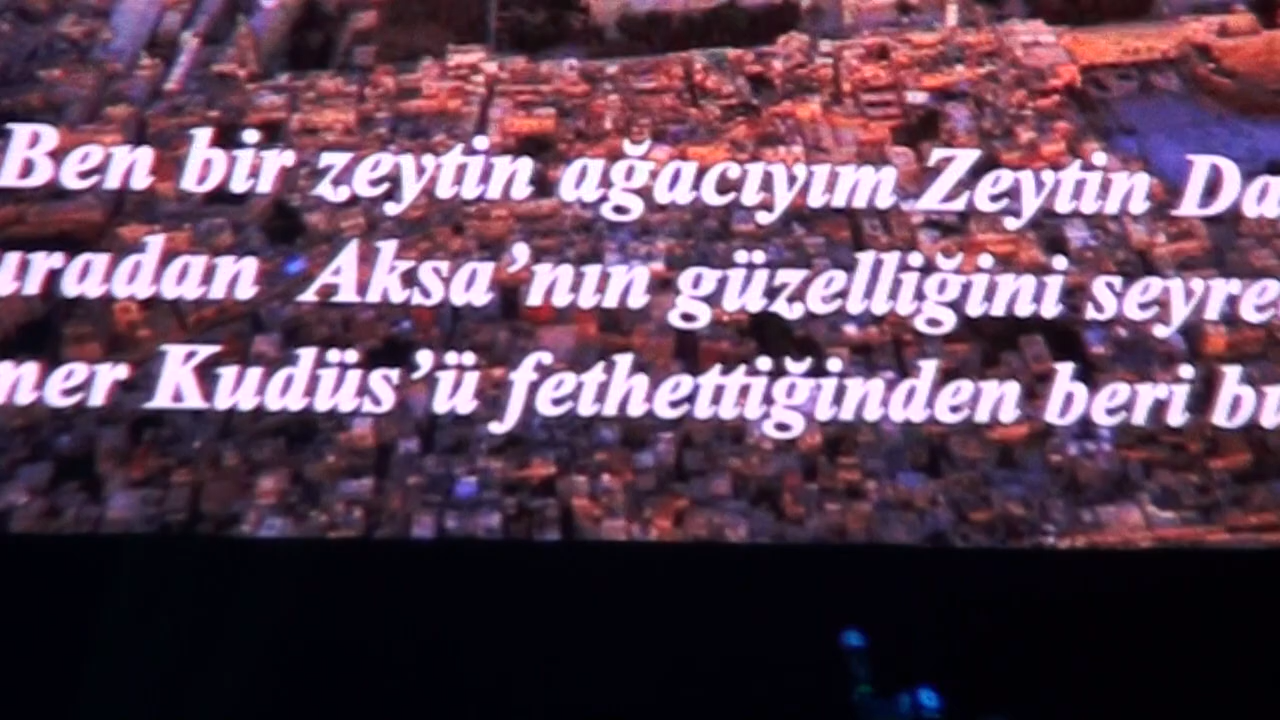 Ben bir zeytin ağacıyım Zeytin Da
uradan Aksa’nın güzelliğini seyre
ner Kudüs’ü fethettiğinden beri bu